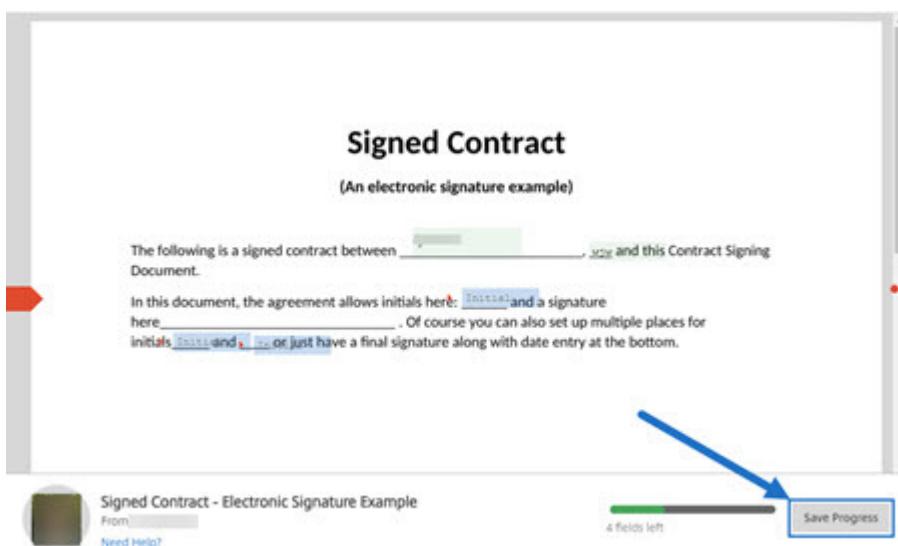 Signed Contract
(An electronic signature example)
The following is a signed contract between , and this Contract Signing
Document.
In this document, the agreement allows initials here: Initial and a signature
here . Of course you can also set up multiple places for
initials Initi and or just have a final signature along with date entry at the bottom.
Signed Contract - Electronic Signature Example
From
4 fields left
Save Progress
Need Help?